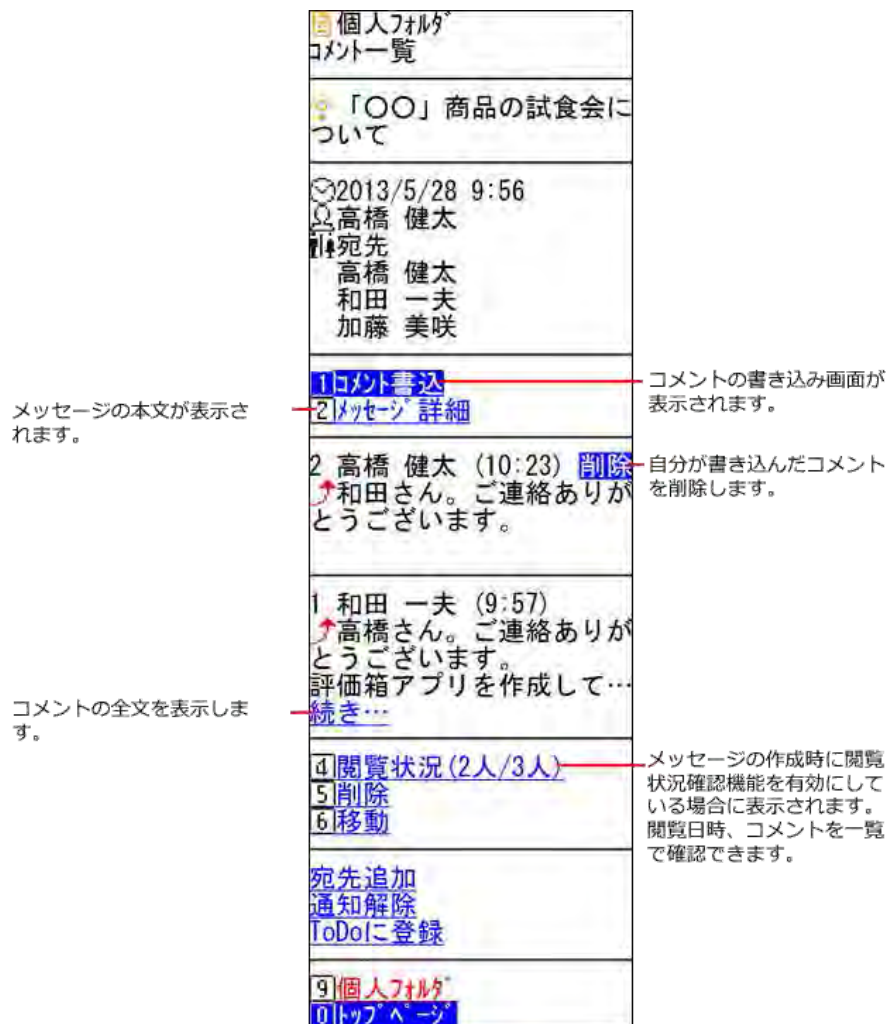 個人フォルダ
コメント一覧
「○○」商品の試食会に
ついて
2013/5/28 9:56
高橋 健太
宛先
高橋 健太
和田 一夫
加藤 美咲
1コメント書込
コメントの書き込み画面が
表示されます。
2メッセージ詳細
メッセージの本文が表示さ
れます。
2 高橋 健太 (10:23) 削除
和田さん。ご連絡ありが
とうございます。
自分が書き込んだコメント
を削除します。
1 和田 一夫 (9:57)
高橋さん。ご連絡ありが
とうございます。
評価箱アプリを作成して…
続き…
コメントの全文を表示しま
す。
4閲覧状況(2人/3人)
メッセージの作成時に閲覧
状況確認機能を有効にして
いる場合に表示されます。
閲覧日時、コメントを一覧
で確認できます。
5削除
6移動
宛先追加
通知解除
ToDoに登録
9個人フォルダ
0トップページ